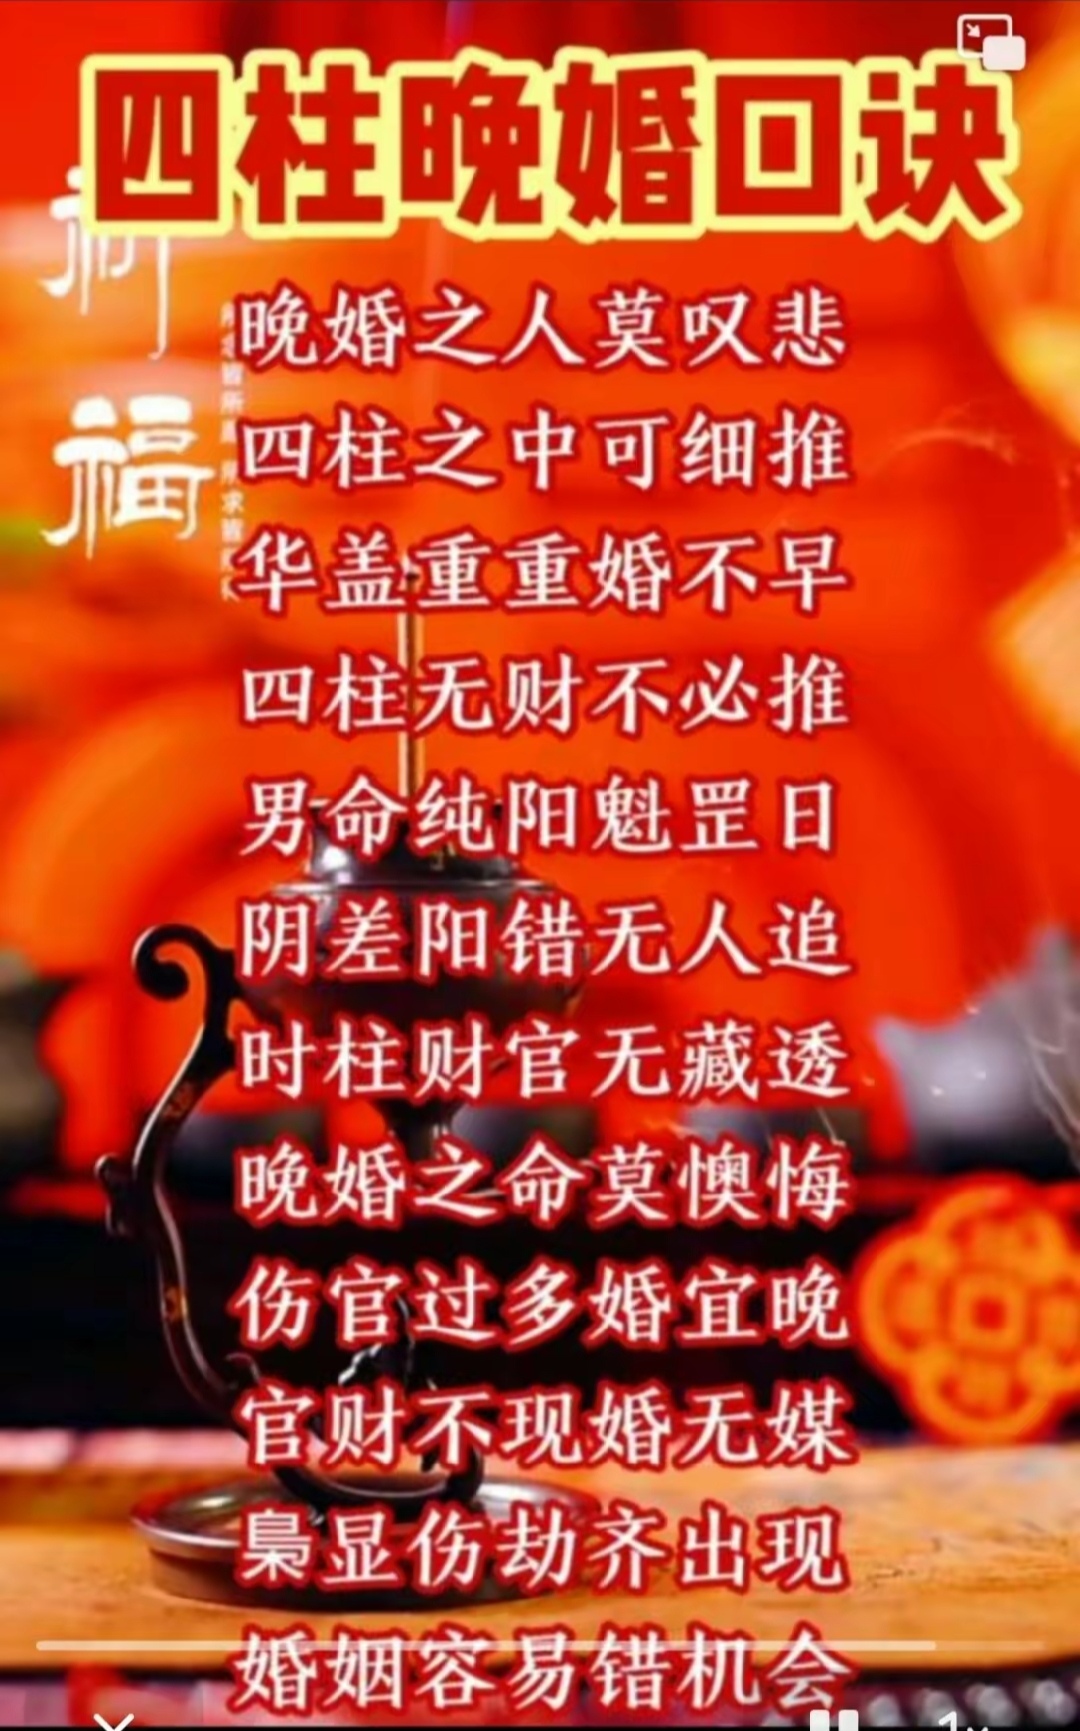 四柱晚婚口诀
祈
福
晚婚之人莫叹悲
四柱之中可细推
华盖重重婚不早
四柱无财不必推
男命纯阳魁罡日
阴差阳错无人追
时柱财官无藏透
晚婚之命莫懊悔
伤官过多婚宜晚
官财不现婚无媒
枭显伤劫齐出现
婚姻容易错机会